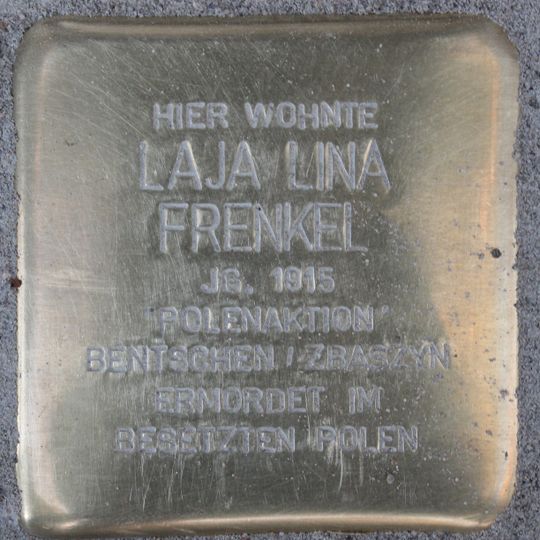 HIER WOHNTE
LAJA LINA
FRENKEL
JG. 1915
"POLENAKTION"
BENTSCHEN / ZBASZYN
ERMORDET IM
BESETZTEN POLEN